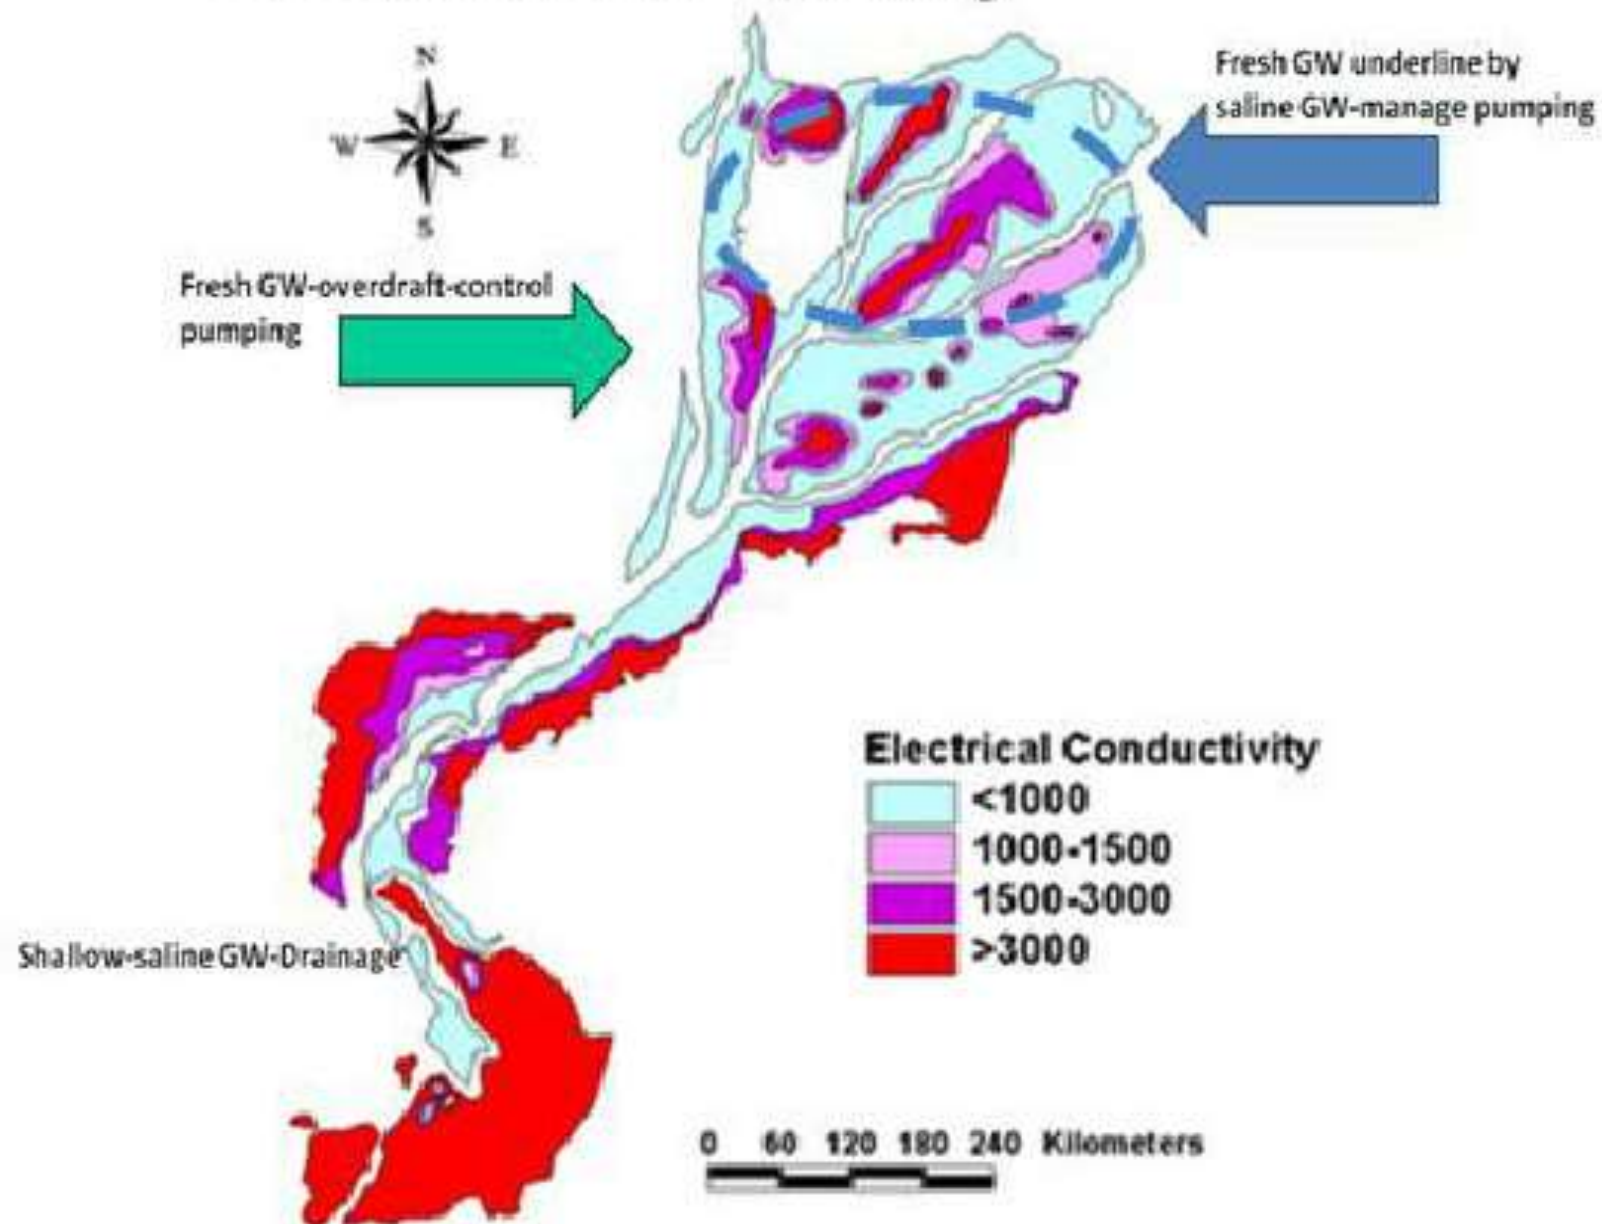 N
W E
S
Fresh GW underline by
saline GW-manage pumping
Fresh GW-overdraft-control
pumping
Electrical Conductivity
<1000
1000-1500
1500-3000
>3000
Shallow-saline GW-Drainage
0 60 120 180 240 Kilometers